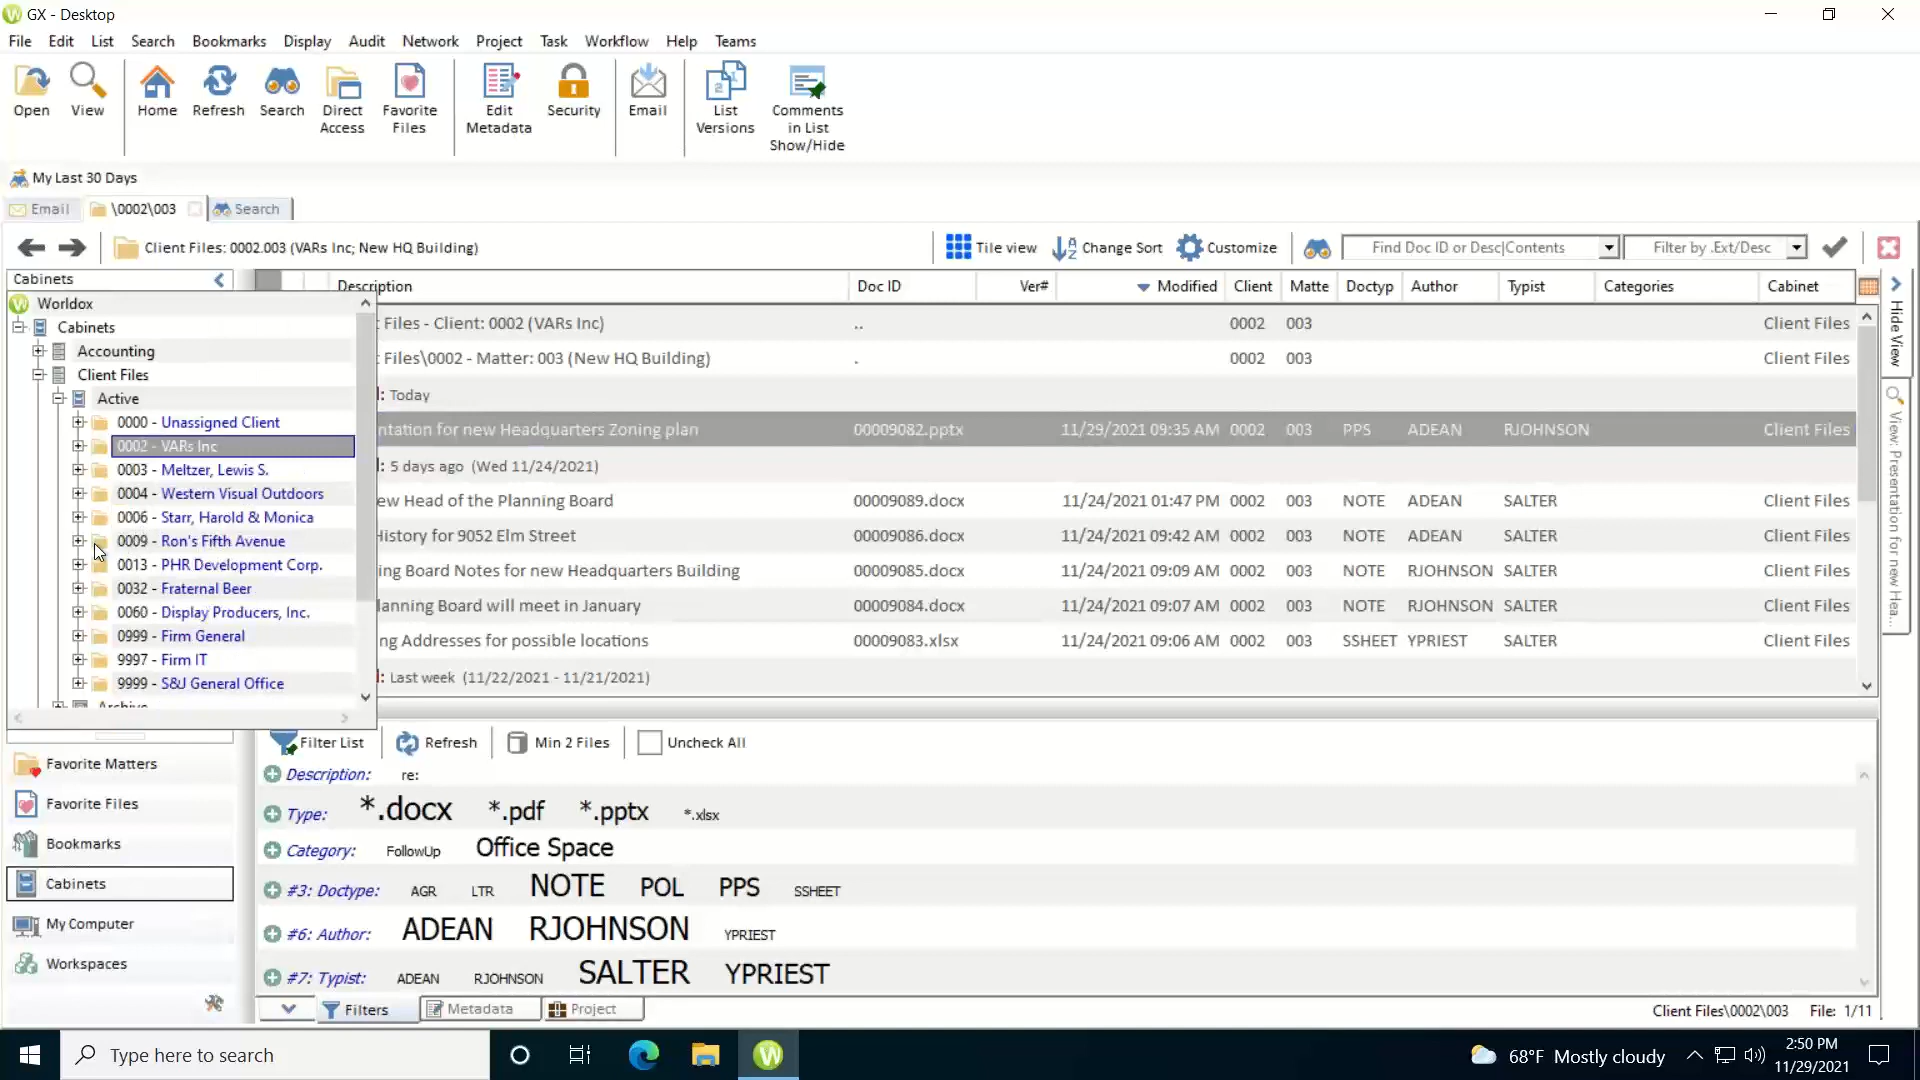 GX - Desktop
File Edit List Search Bookmarks Display Audit Network Project Task Workflow Help Teams
Open View Home Refresh Search Direct Access Favorite Files Edit Metadata Security Email List Versions Comments in List Show/Hide
My Last 30 Days
Email \0002\003 Search
Client Files: 0002.003 (VARs Inc; New HQ Building) Tile view Change Sort Customize Find Doc ID or Desc|Contents Filter by .Ext/Desc
Cabinets
Worldox
Cabinets
Accounting
Client Files
Active
0000 - Unassigned Client
0002 - VARs Inc
0003 - Meltzer, Lewis S.
0004 - Western Visual Outdoors
0006 - Starr, Harold & Monica
0009 - Ron's Fifth Avenue
0013 - PHR Development Corp.
0032 - Fraternal Beer
0060 - Display Producers, Inc.
0999 - Firm General
9997 - Firm IT
9999 - S&J General Office
Archive
Favorite Matters
Favorite Files
Bookmarks
Cabinets
My Computer
Workspaces
Description Doc ID Ver# Modified Client Matte Doctyp Author Typist Categories Cabinet
Files - Client: 0002 (VARs Inc) .. 0002 003 Client Files
Files\0002 - Matter: 003 (New HQ Building) . 0002 003 Client Files
: Today
ntation for new Headquarters Zoning plan 00009082.pptx 11/29/2021 09:35 AM 0002 003 PPS ADEAN RJOHNSON Client Files
: 5 days ago (Wed 11/24/2021)
ew Head of the Planning Board 00009089.docx 11/24/2021 01:47 PM 0002 003 NOTE ADEAN SALTER Client Files
History for 9052 Elm Street 00009086.docx 11/24/2021 09:42 AM 0002 003 NOTE ADEAN SALTER Client Files
ing Board Notes for new Headquarters Building 00009085.docx 11/24/2021 09:09 AM 0002 003 NOTE RJOHNSON SALTER Client Files
lanning Board will meet in January 00009084.docx 11/24/2021 09:07 AM 0002 003 NOTE RJOHNSON SALTER Client Files
ng Addresses for possible locations 00009083.xlsx 11/24/2021 09:06 AM 0002 003 SSHEET YPRIEST SALTER Client Files
: Last week (11/22/2021 - 11/21/2021)
Hide View
View: Presentation for new Hea...
Filter List Refresh Min 2 Files Uncheck All
Description: re:
Type: *.docx *.pdf *.pptx *.xlsx
Category: FollowUp Office Space
#3: Doctype: AGR LTR NOTE POL PPS SSHEET
#6: Author: ADEAN RJOHNSON YPRIEST
#7: Typist: ADEAN RJOHNSON SALTER YPRIEST
Filters Metadata Project Client Files\0002\003 File: 1/11
Type here to search 68°F Mostly cloudy 2:50 PM
11/29/2021